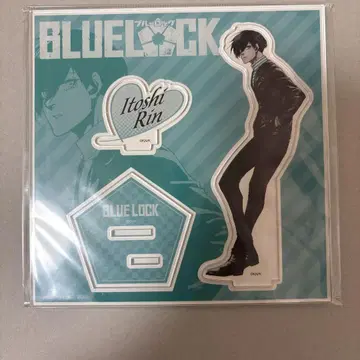 BLUELOCK
ブルーロック
Itoshi
Rin
BLUE LOCK